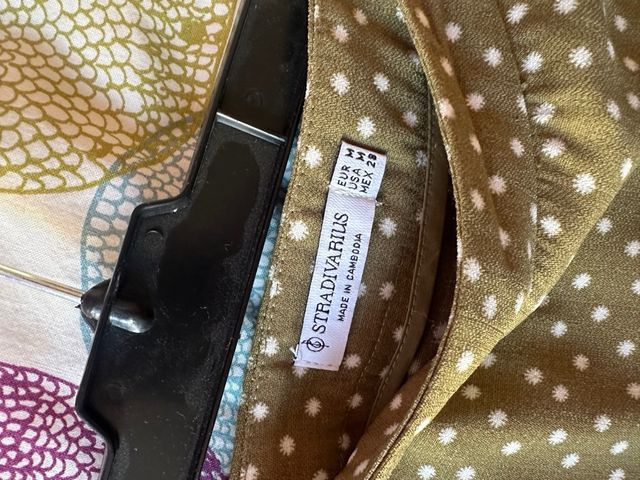 EUR M
USA M
MEX 28
STRADIVARIUS
MADE IN CAMBODIA